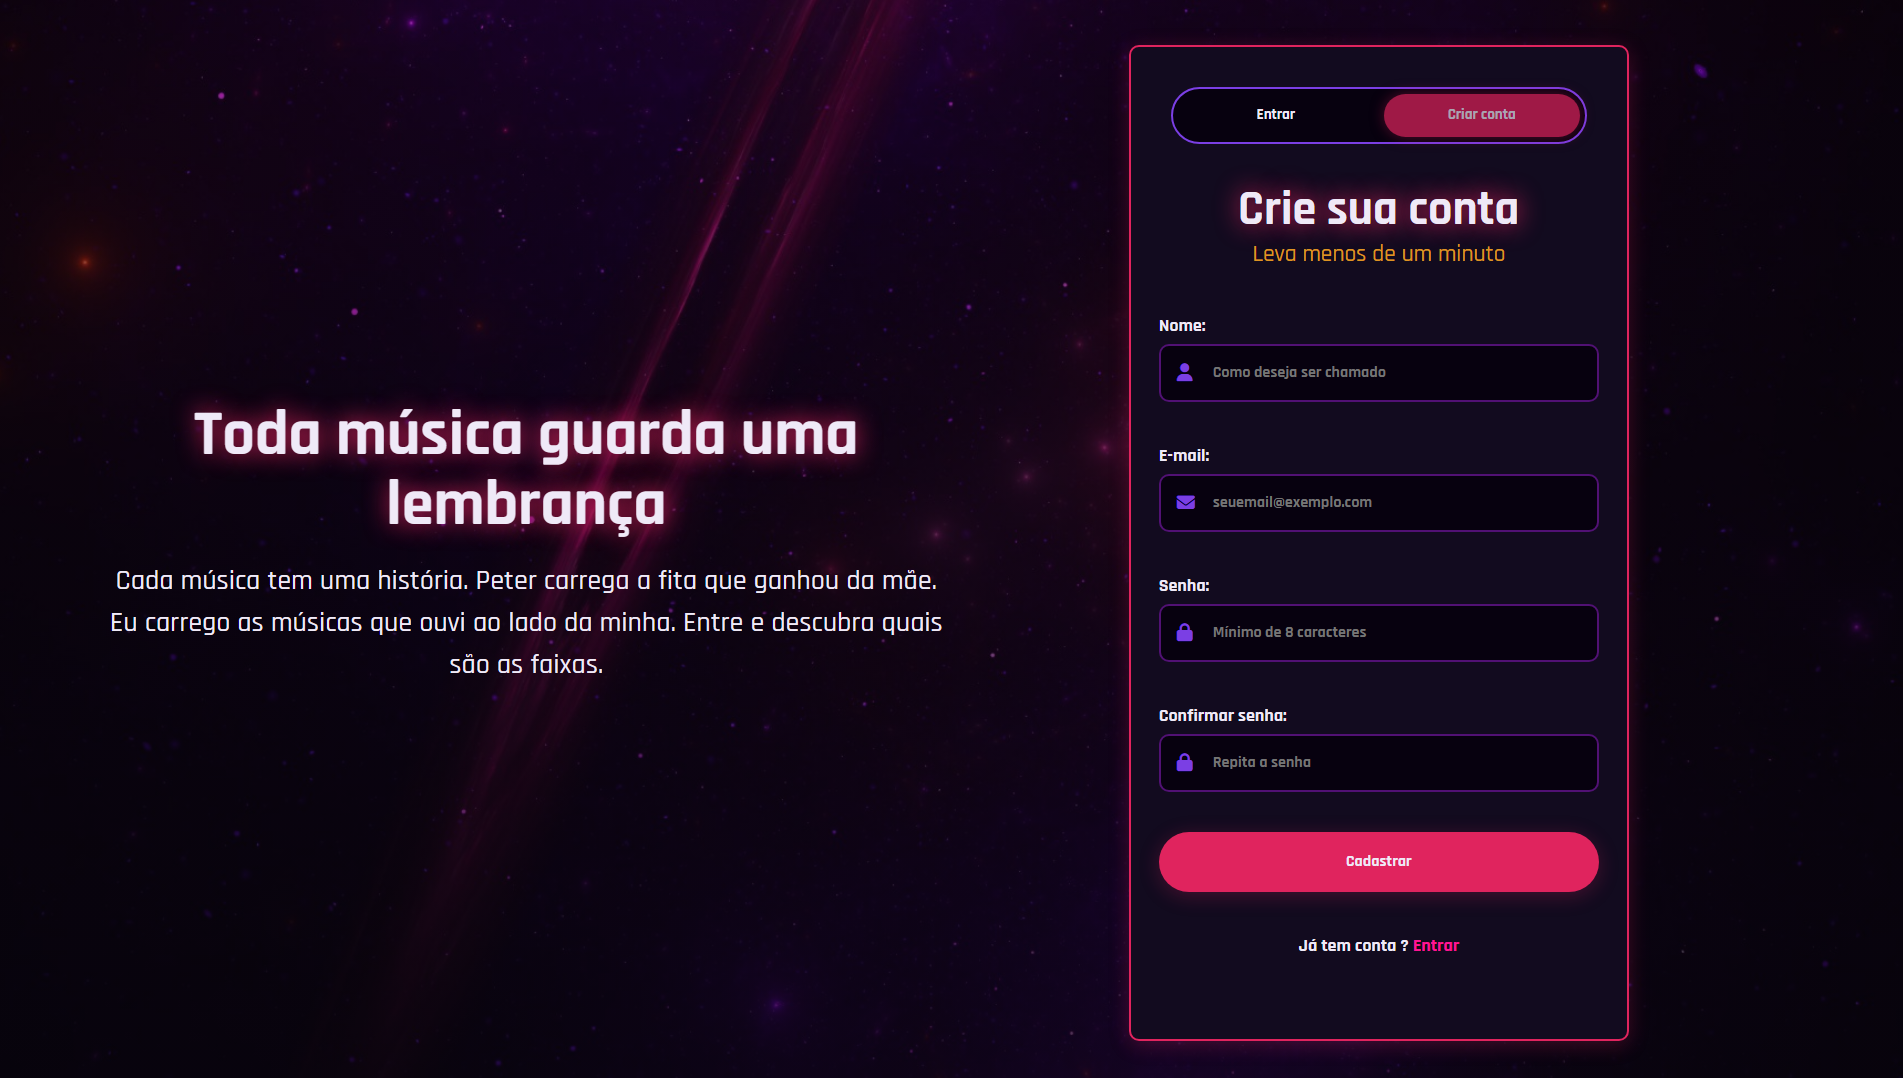 Toda música guarda uma
lembrança
Cada música tem uma história. Peter carrega a fita que ganhou da mãe.
Eu carrego as músicas que ouvi ao lado da minha. Entre e descubra quais
são as faixas.
Entrar
Criar conta
Crie sua conta
Leva menos de um minuto
Nome:
Como deseja ser chamado
E-mail:
seuemail@exemplo.com
Senha:
Mínimo de 8 caracteres
Confirmar senha:
Repita a senha
Cadastrar
Já tem conta ? Entrar